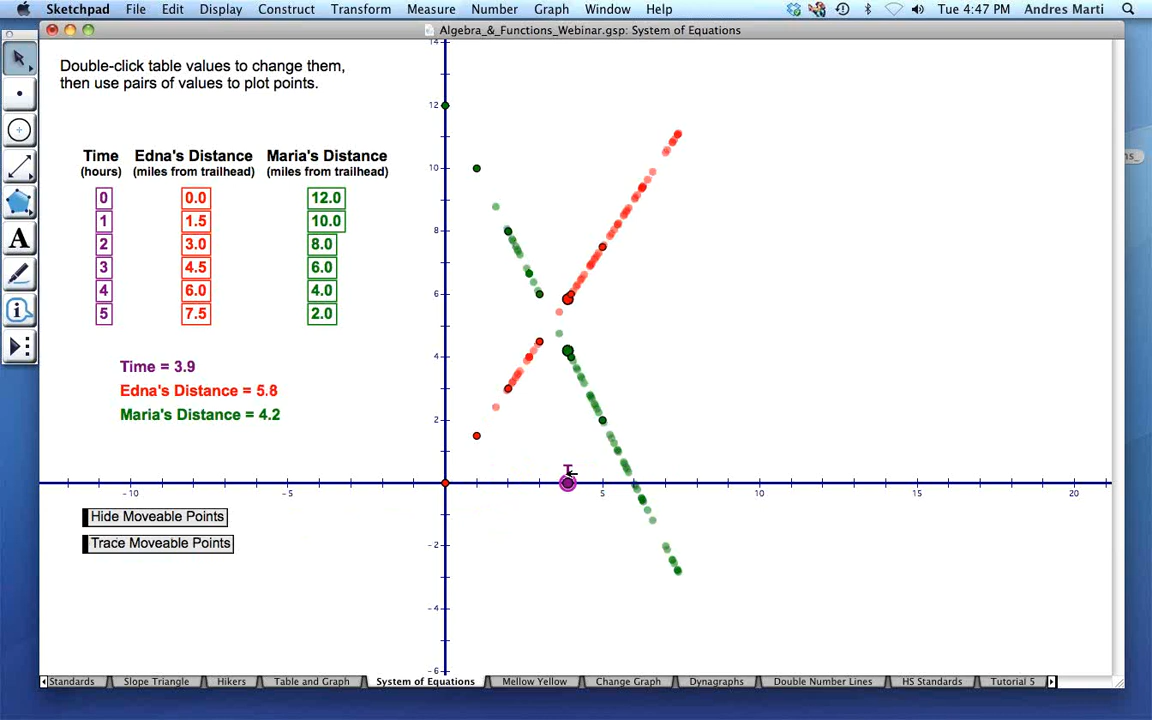 Sketchpad File Edit Display Construct Transform Measure Number Graph Window Help Tue 4:47 PM Andres Marti
Algebra_&_Functions_Webinar.gsp: System of Equations
Double-click table values to change them,
then use pairs of values to plot points.
Time Edna's Distance Maria's Distance
(hours) (miles from trailhead) (miles from trailhead)
0 0.0 12.0
1 1.5 10.0
2 3.0 8.0
3 4.5 6.0
4 6.0 4.0
5 7.5 2.0
Time = 3.9
Edna's Distance = 5.8
Maria's Distance = 4.2
14
12
10
8
6
4
2
-10 -5 5 10 15 20
-2
-4
-6
Hide Moveable Points
Trace Moveable Points
A
Standards Slope Triangle Hikers Table and Graph System of Equations Mellow Yellow Change Graph Dynagraphs Double Number Lines HS Standards Tutorial 5